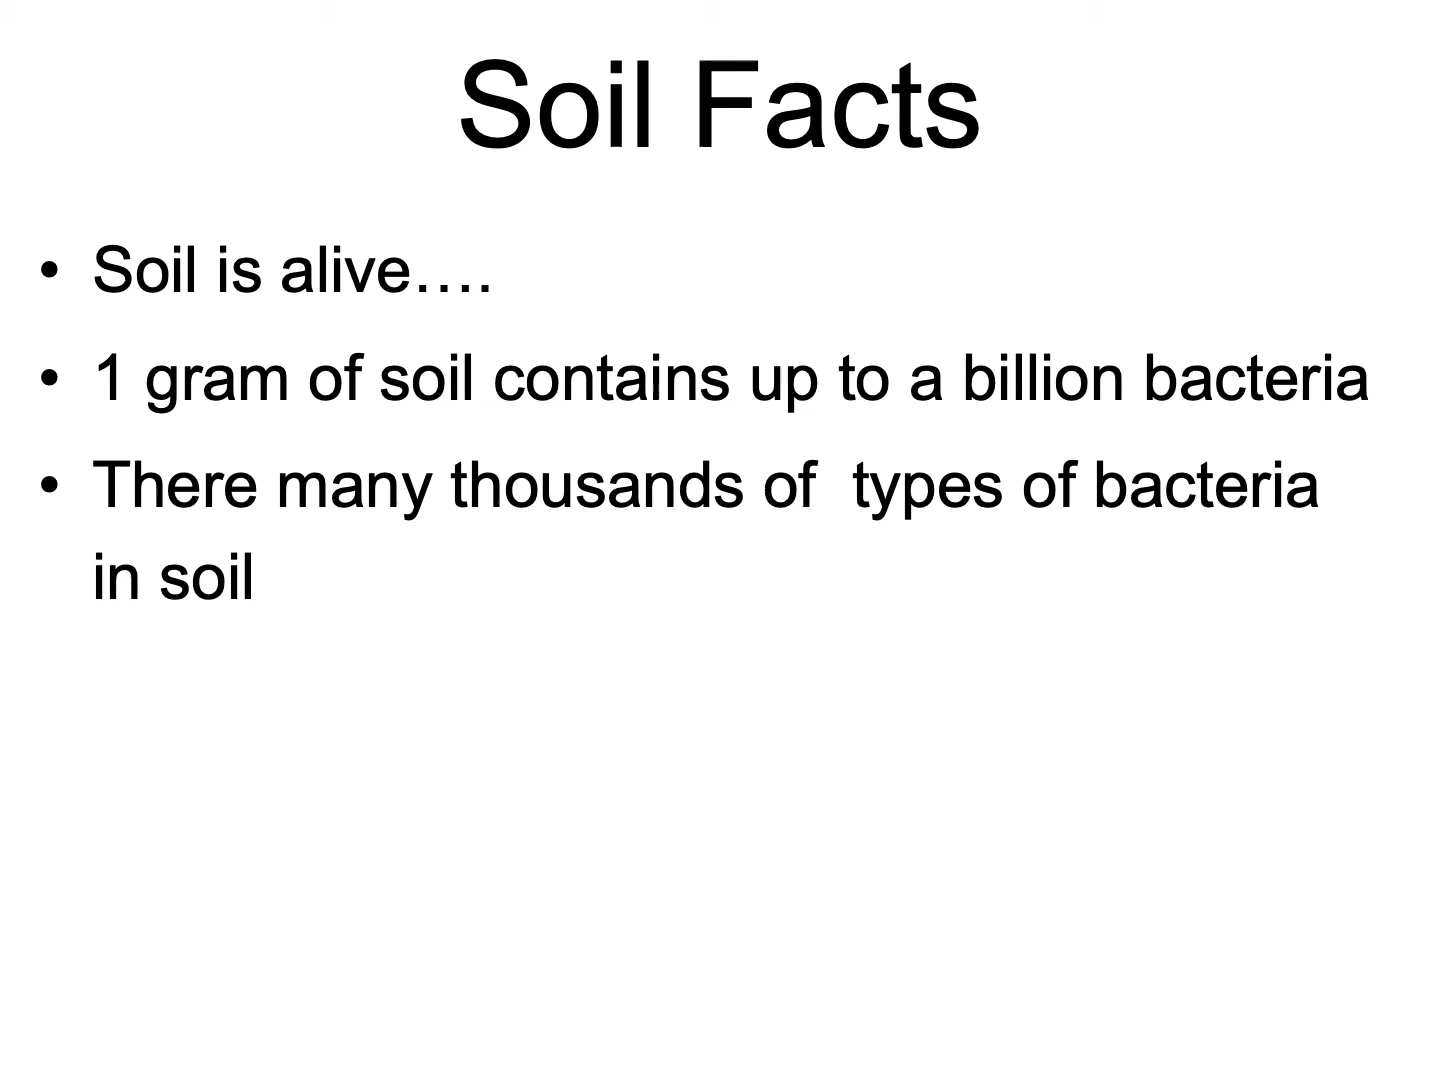 Soil Facts
• Soil is alive….
• 1 gram of soil contains up to a billion bacteria
• There many thousands of  types of bacteria
in soil